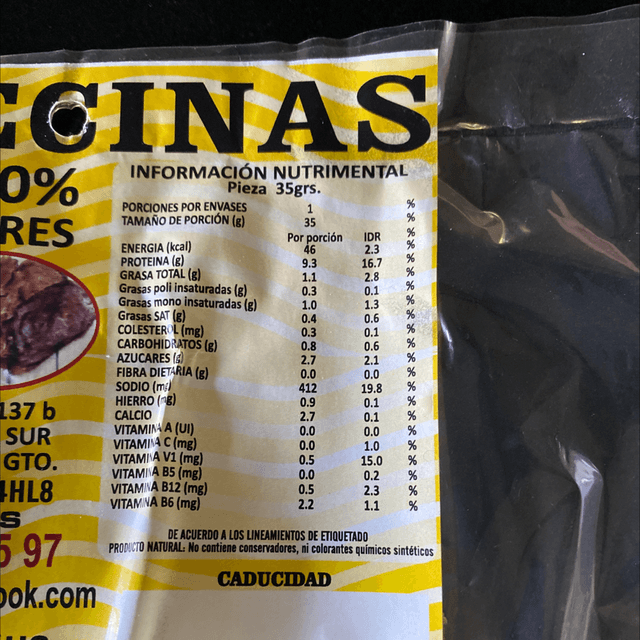 ECINAS
0%
RES
INFORMACIÓN NUTRIMENTAL
Pieza 35grs.
PORCIONES POR ENVASES 1 %
TAMAÑO DE PORCIÓN (g) 35 %
Por porción IDR %
ENERGIA (kcal) 46 2.3 %
PROTEINA (g) 9.3 16.7 %
GRASA TOTAL (g) 1.1 2.8 %
Grasas poli insaturadas (g) 0.3 0.1 %
Grasas mono insaturadas (g) 1.0 1.3 %
Grasas SAT (g) 0.4 0.6 %
COLESTEROL (mg) 0.3 0.1 %
CARBOHIDRATOS (g) 0.8 0.6 %
AZUCARES (g) 2.7 2.1 %
FIBRA DIETARIA (g) 0.0 0.0 %
SODIO (mg) 412 19.8 %
HIERRO (mg) 0.9 0.1 %
CALCIO 2.7 0.1 %
VITAMINA A (UI) 0.0 0.0 %
VITAMINA C (mg) 0.0 1.0 %
VITAMINA V1 (mg) 0.5 15.0 %
VITAMINA B5 (mg) 0.0 0.2 %
VITAMINA B12 (mg) 0.5 2.3 %
VITAMINA B6 (mg) 2.2 1.1 %
137 b
SUR
GTO.
4HL8
S
5 97
ook.com
DE ACUERDO A LOS LINEAMIENTOS DE ETIQUETADO
PRODUCTO NATURAL: No contiene conservadores, ni colorantes químicos sintéticos
CADUCIDAD